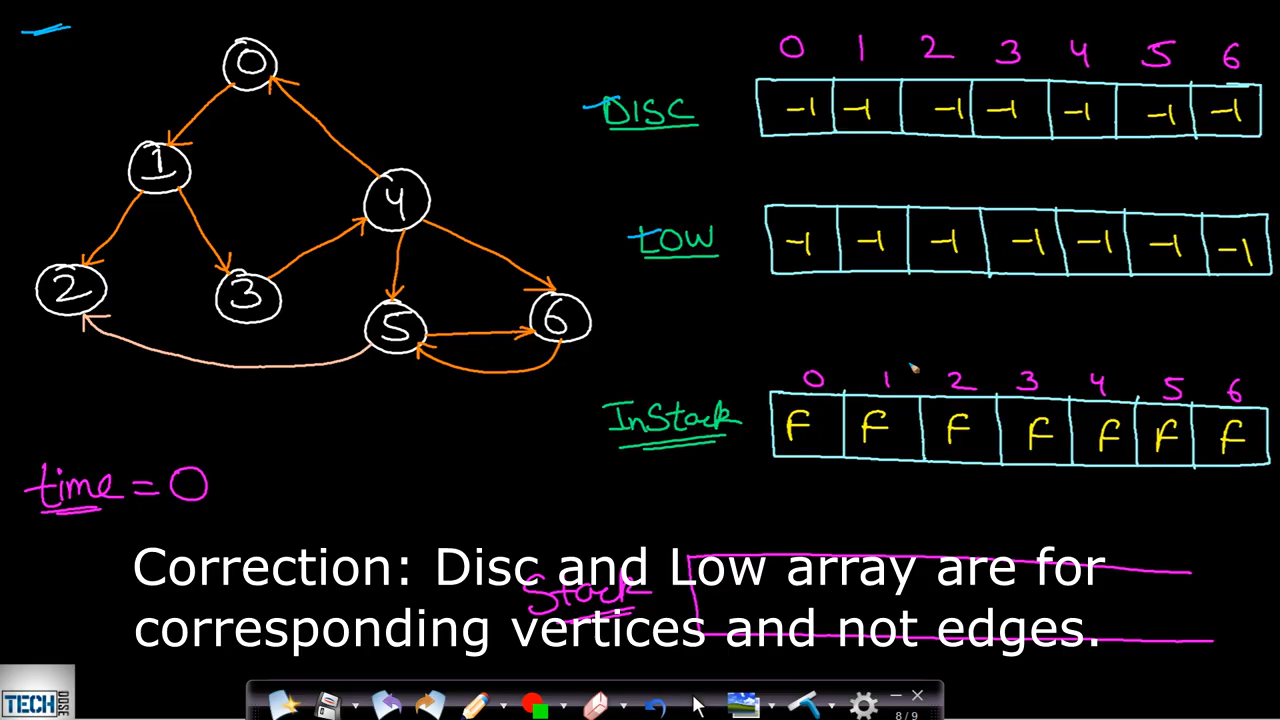 0 1 2 3 4 5 6
0
DISC -1 -1 -1 -1 -1 -1 -1
1
4
LOW -1 -1 -1 -1 -1 -1 -1
2 3 5 6
0 1 2 3 4 5 6
InStack F F F F F F F
time = 0
Correction: Disc and Low array are for
Stack
corresponding vertices and not edges.
TECH DOSE
8/9